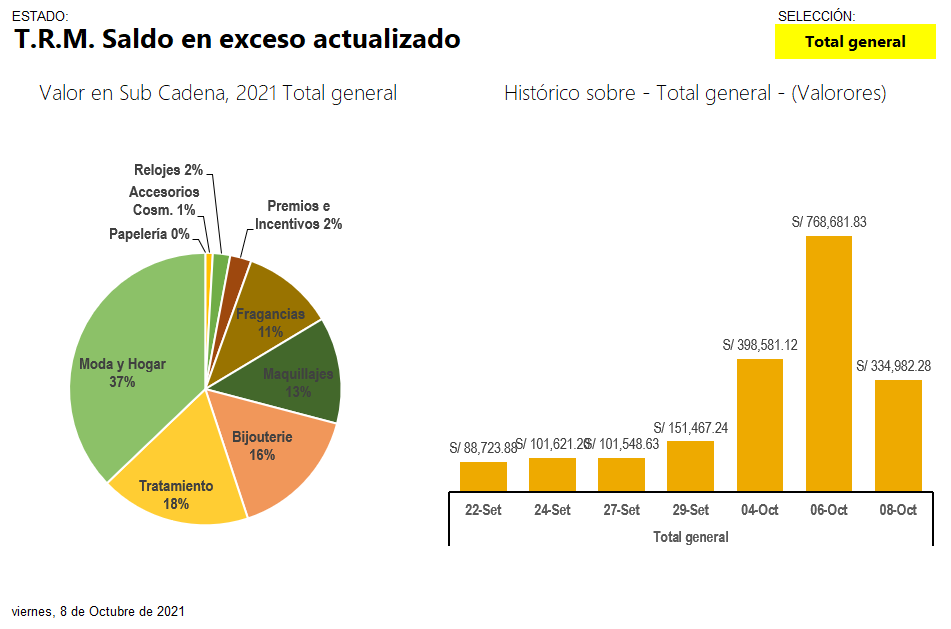 ESTADO:
SELECCIÓN:
T.R.M. Saldo en exceso actualizado
Total general
Valor en Sub Cadena, 2021 Total general
Histórico sobre - Total general - (Valorores)
Relojes 2%
Accesorios
Cosm. 1%
Papelería 0%
Premios e
Incentivos 2%
Fragancias
11%
Maquillajes
13%
Bijouterie
16%
Tratamiento
18%
Moda y Hogar
37%
S/ 88,723.88
S/ 101,621.20
S/ 101,548.63
S/ 151,467.24
S/ 398,581.12
S/ 768,681.83
S/ 334,982.28
22-Set
24-Set
27-Set
29-Set
04-Oct
06-Oct
08-Oct
Total general
viernes, 8 de Octubre de 2021